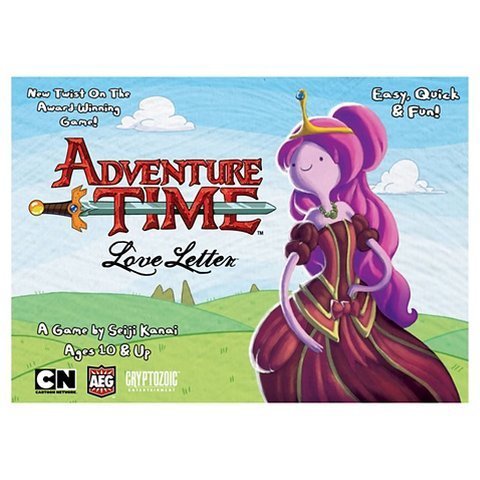 New Twist On The
Award-Winning
Game!
Easy, Quick
& Fun!
ADVENTURE
TIME™
Love Letter
A Game by Seiji Kanai
Ages 10 & Up
CN
CARTOON NETWORK
AEG
CRYPTOZOIC
ENTERTAINMENT